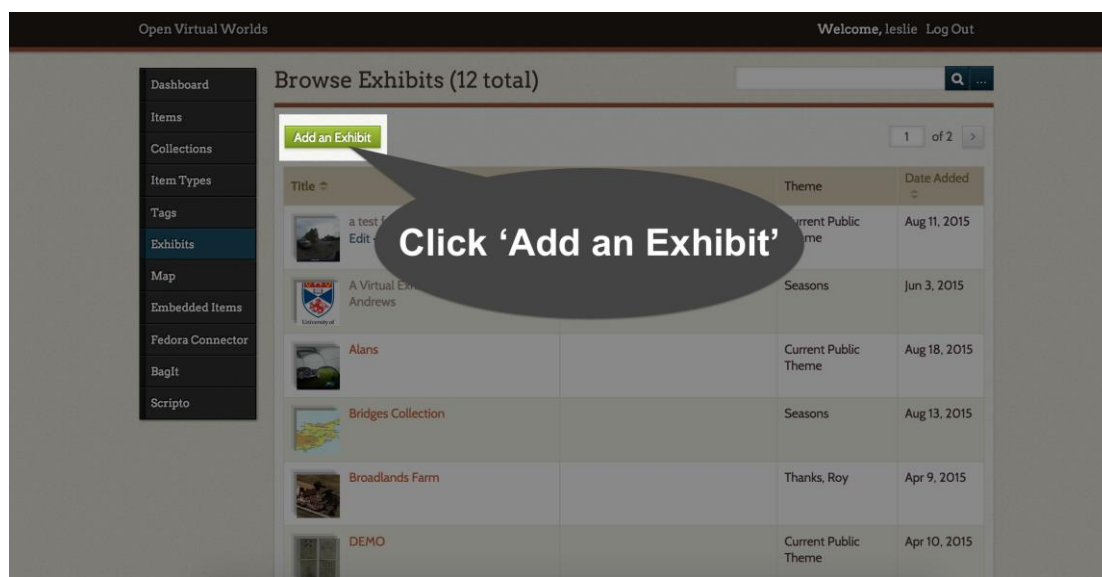 Open Virtual Worlds
Welcome, leslie Log Out
Dashboard
Items
Collections
Item Types
Tags
Exhibits
Map
Embedded Items
Fedora Connector
BagIt
Scripto
Browse Exhibits (12 total)
...
Add an Exhibit
1 of 2 >
Title
Theme
Date Added
a test
Edit
Aug 11, 2015
Click ‘Add an Exhibit’
A Virtual
Andrews
Seasons
Jun 3, 2015
University of
Alans
Current Public
Theme
Aug 18, 2015
Bridges Collection
Seasons
Aug 13, 2015
Broadlands Farm
Thanks, Roy
Apr 9, 2015
DEMO
Current Public
Theme
Apr 10, 2015